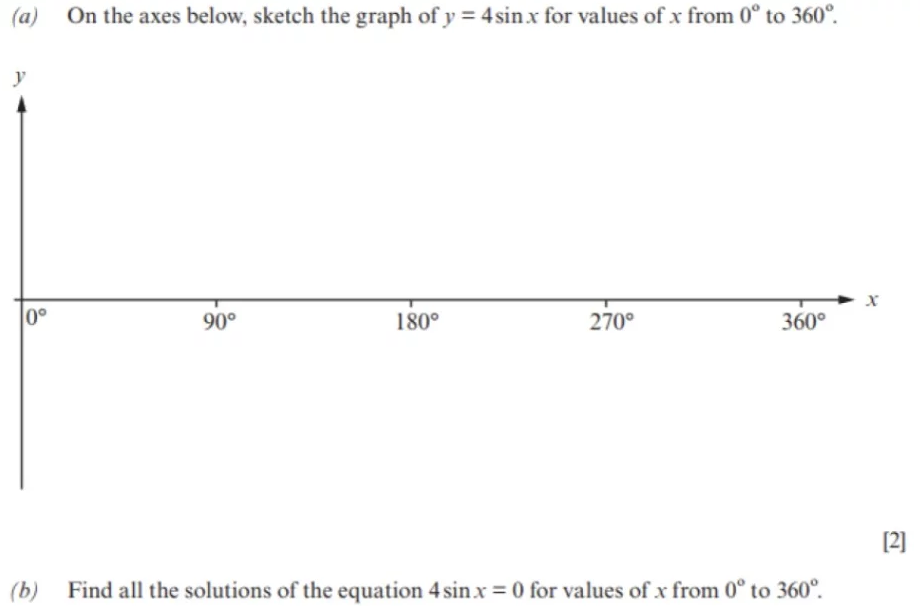 (a) On the axes below, sketch the graph of y = 4 sin x for values of x from 0° to 360°.
y
x
0° 90° 180° 270° 360°
[2]
(b) Find all the solutions of the equation 4 sin x = 0 for values of x from 0° to 360°.